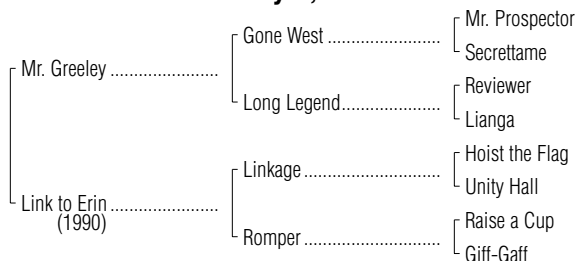 Mr. Prospector
Gone West ........................
Secrettame
Mr. Greeley ........................
Reviewer
Long Legend........................
Lianga
Hoist the Flag
Linkage ........................
Unity Hall
Link to Erin ........................
(1990)
Raise a Cup
Romper ........................
Giff-Gaff